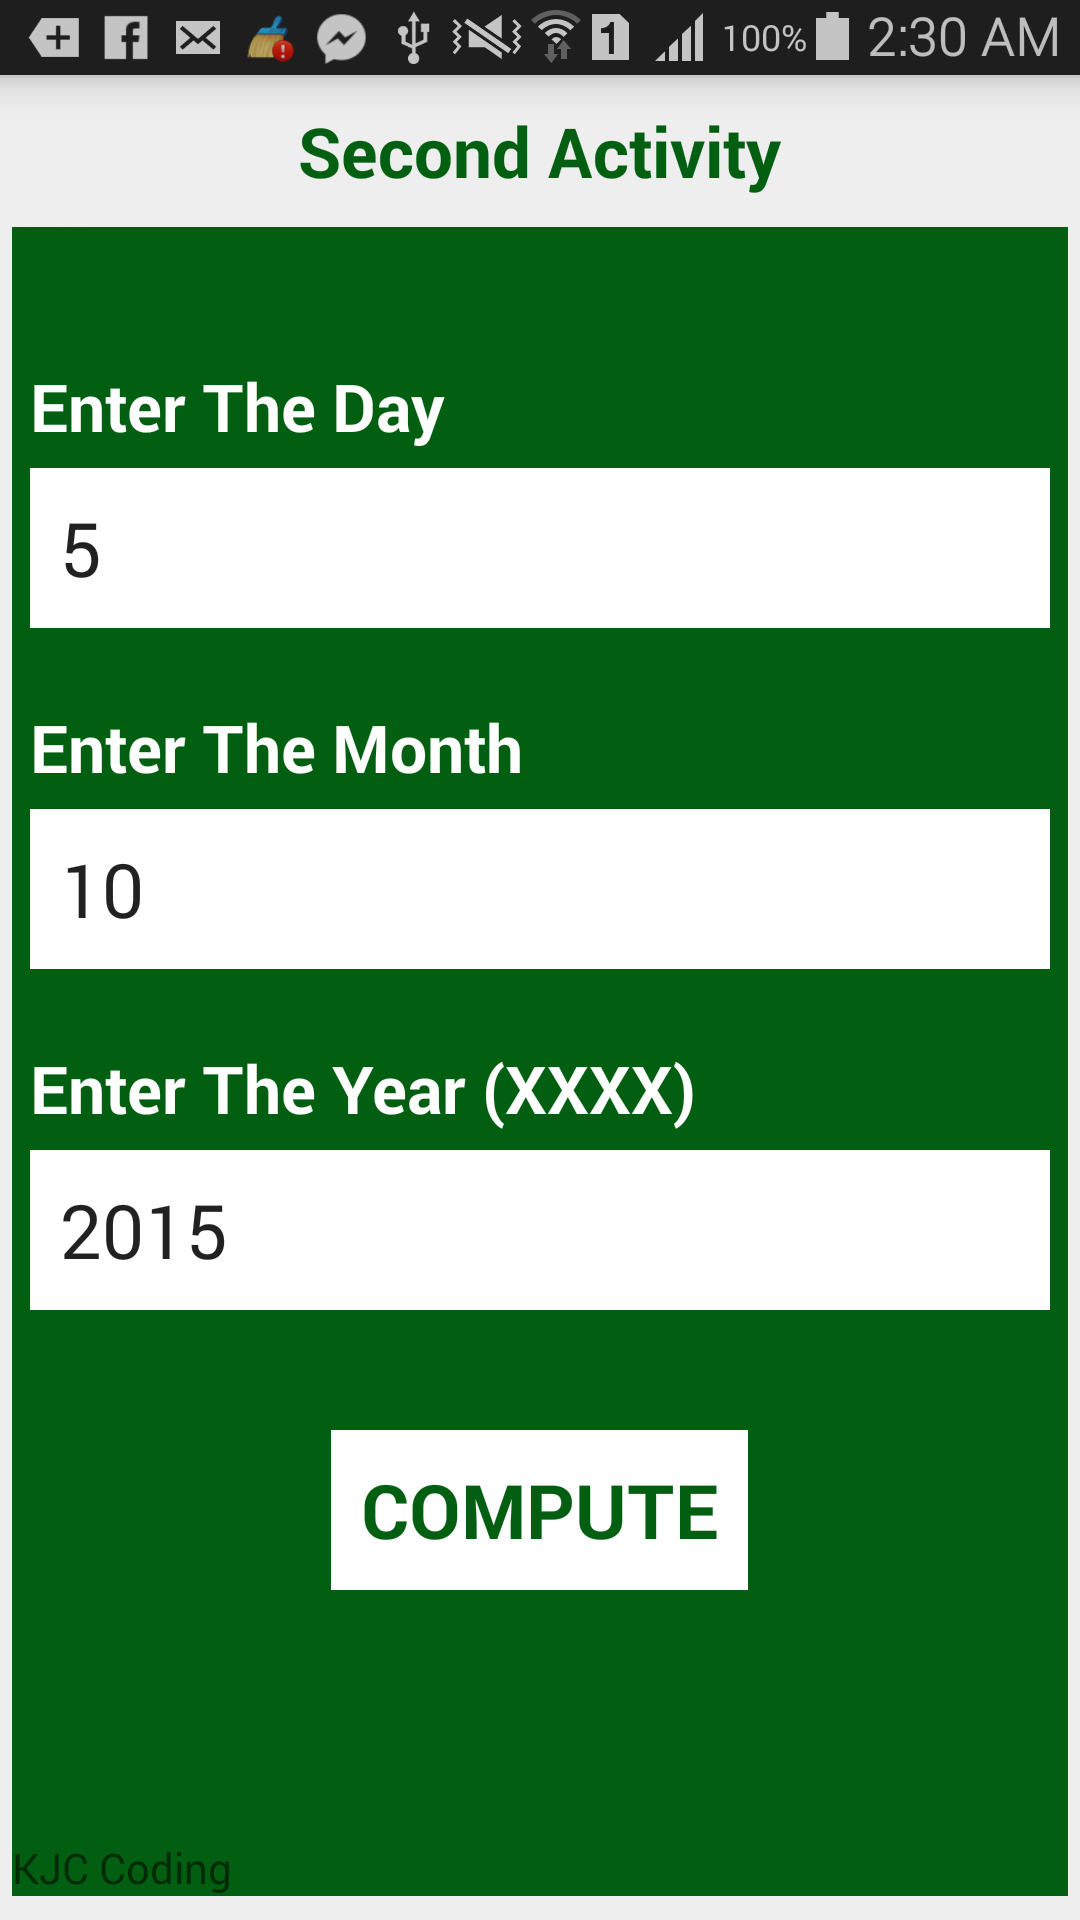 1 100% 2:30 AM
Second Activity
Enter The Day
5
Enter The Month
10
Enter The Year (XXXX)
2015
COMPUTE
KJC Coding